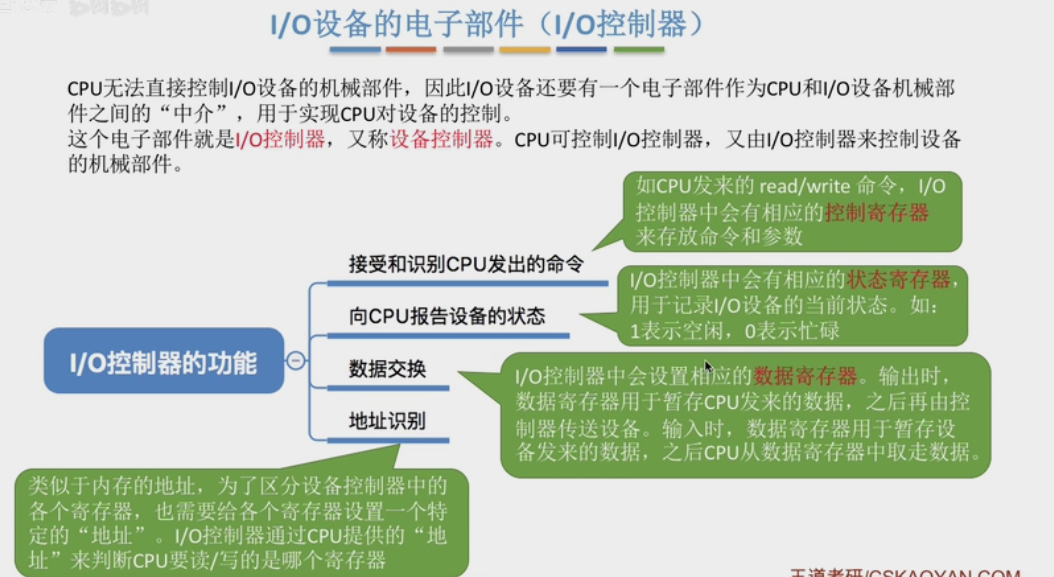 I/O设备的电子部件（I/O控制器）
CPU无法直接控制I/O设备的机械部件，因此I/O设备还要有一个电子部件作为CPU和I/O设备机械部
件之间的“中介”，用于实现CPU对设备的控制。
这个电子部件就是I/O控制器，又称设备控制器。CPU可控制I/O控制器，又由I/O控制器来控制设备
的机械部件。
如CPU发来的 read/write 命令，I/O
控制器中会有相应的控制寄存器
来存放命令和参数
接受和识别CPU发出的命令
I/O控制器中会有相应的状态寄存器，
用于记录I/O设备的当前状态。如：
1表示空闲，0表示忙碌
向CPU报告设备的状态
I/O控制器的功能
数据交换
I/O控制器中会设置相应的数据寄存器。输出时，
数据寄存器用于暂存CPU发来的数据，之后再由控
制器传送设备。输入时，数据寄存器用于暂存设
备发来的数据，之后CPU从数据寄存器中取走数据。
地址识别
类似于内存的地址，为了区分设备控制器中的
各个寄存器，也需要给各个寄存器设置一个特
定的“地址”。I/O控制器通过CPU提供的“地
址”来判断CPU要读/写的是哪个寄存器
王道考研/CSKAOYAN.COM